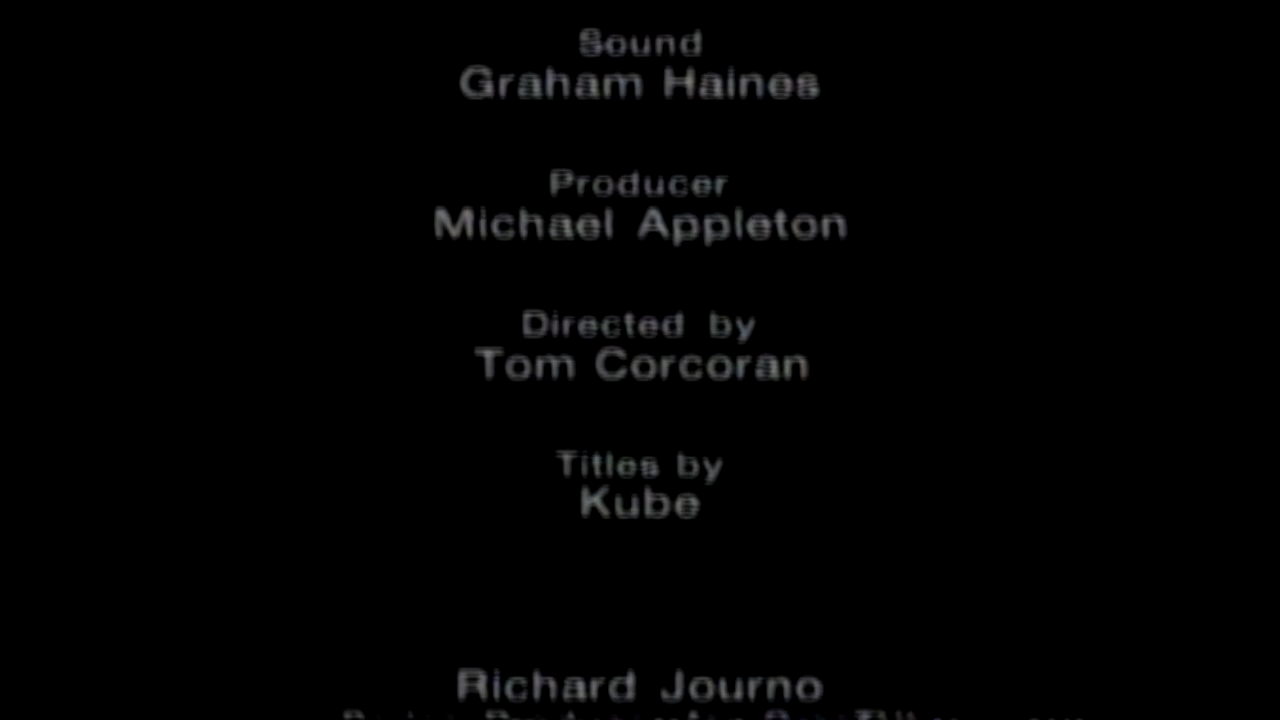 Sound
Graham Haines
Producer
Michael Appleton
Directed by
Tom Corcoran
Titles by
Kube
Richard Journo